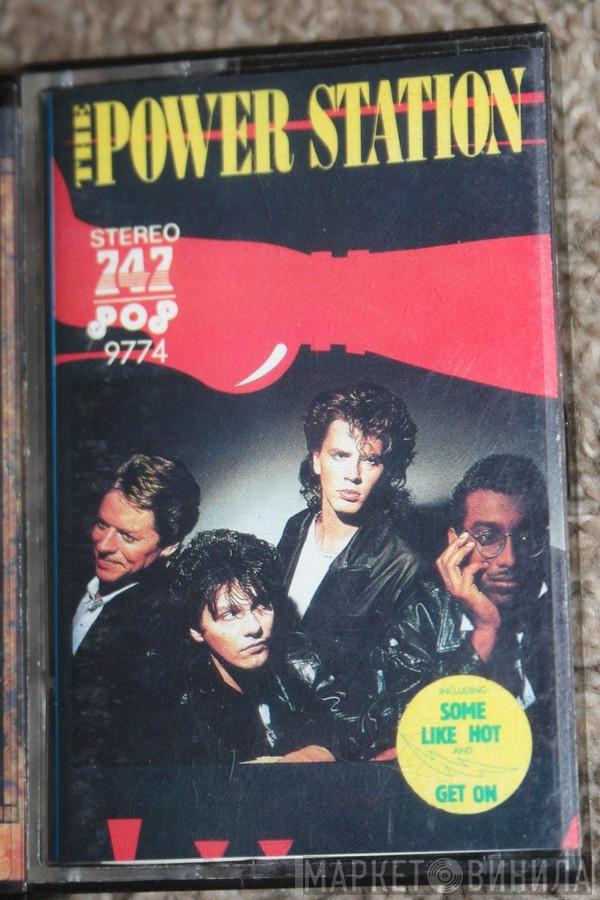 THE POWER STATION
STEREO
747
POP
9774
INCLUDING
SOME
LIKE HOT
AND
GET ON
МАРКЕТ ВИНИЛА